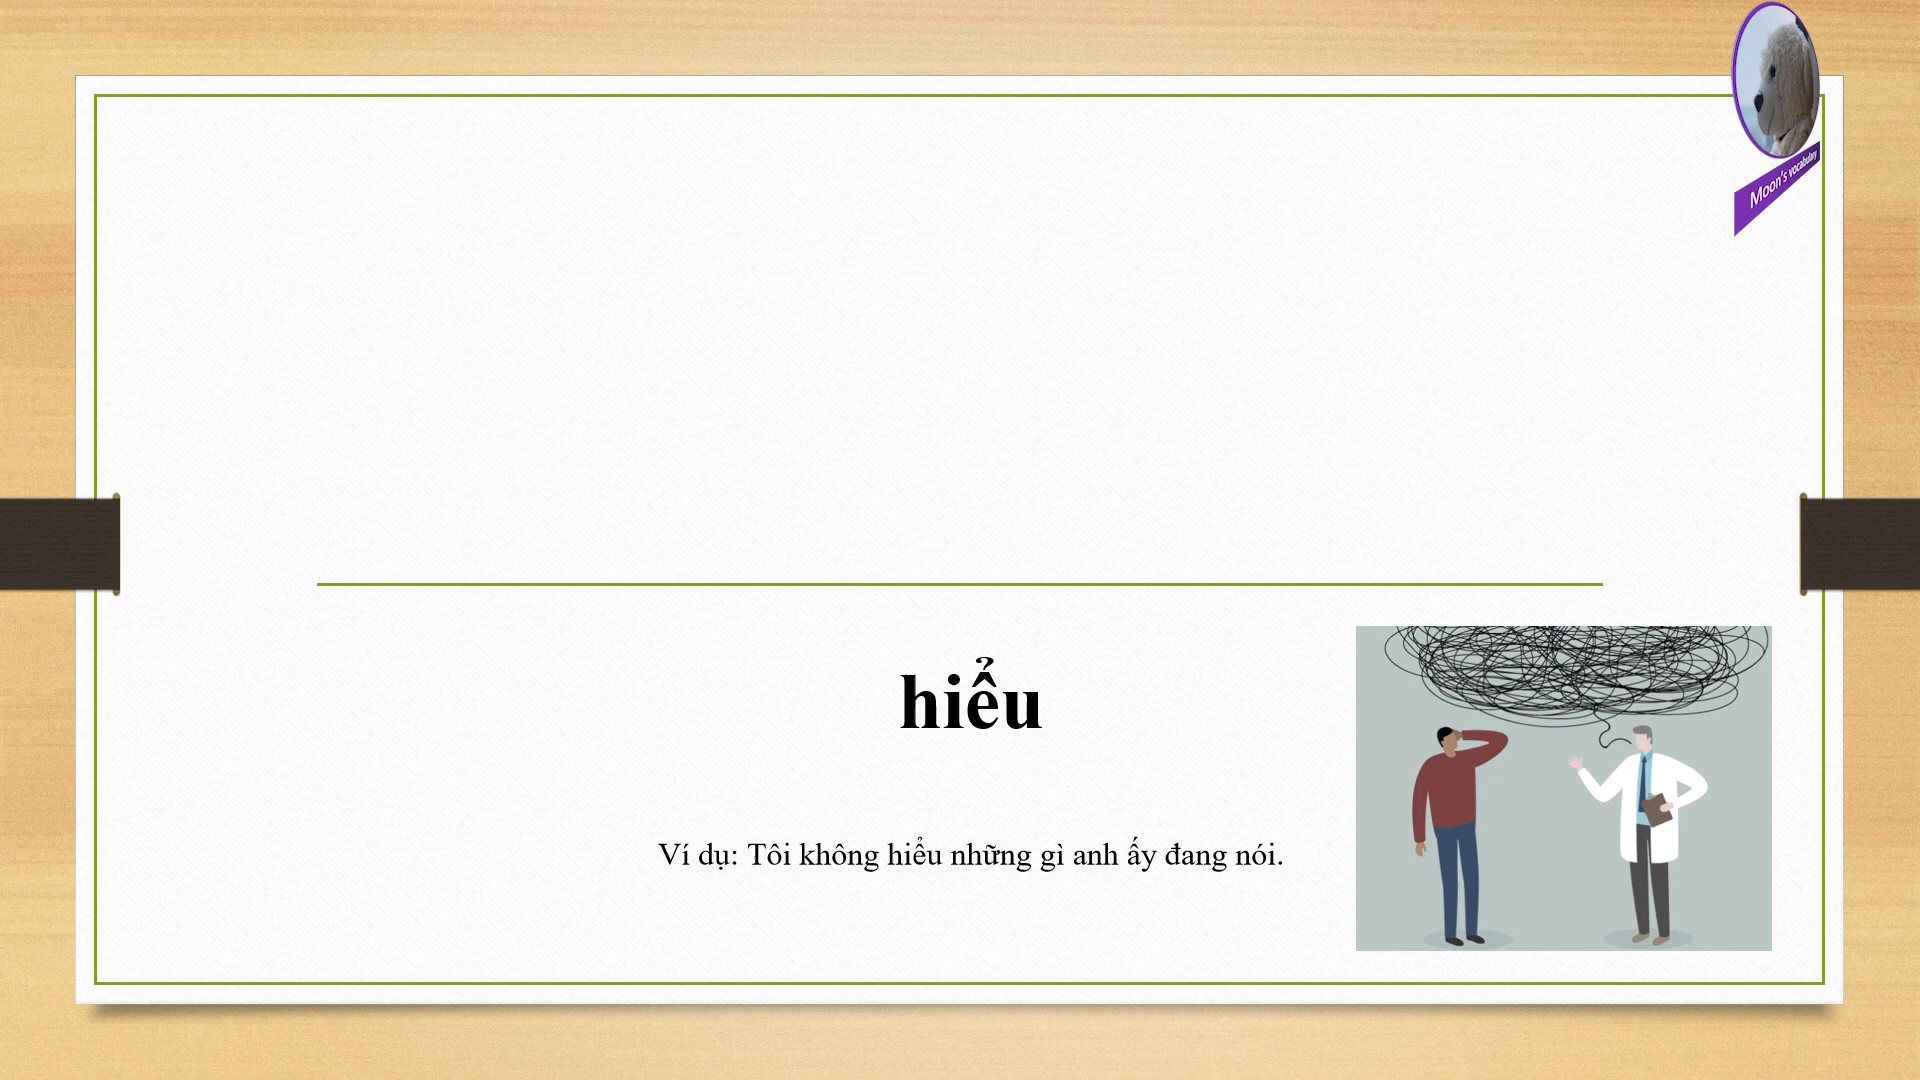 Moon's vocabulary
hiểu
Ví dụ: Tôi không hiểu những gì anh ấy đang nói.